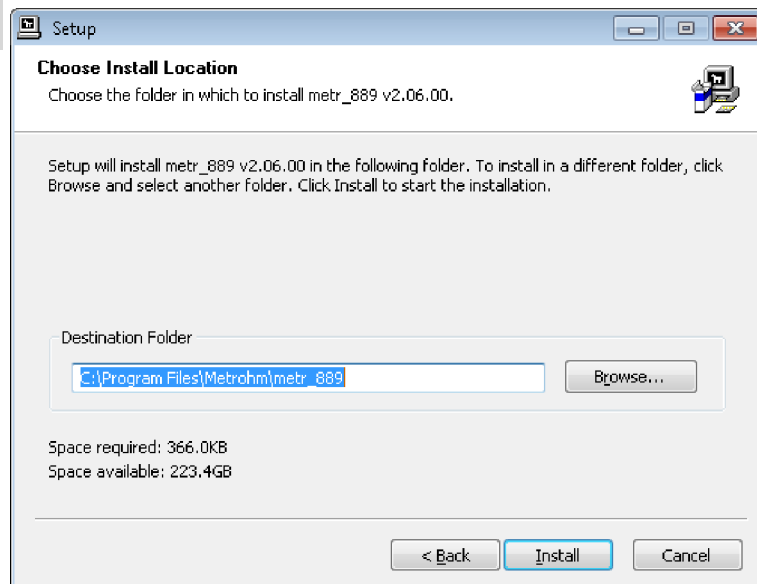 Setup
Choose Install Location
Choose the folder in which to install metr_889 v2.06.00.
Setup will install metr_889 v2.06.00 in the following folder. To install in a different folder, click
Browse and select another folder. Click Install to start the installation.
Destination Folder
C:\Program Files\Metrohm\metr_889
Browse...
Space required: 366.0KB
Space available: 223.4GB
< Back
Install
Cancel